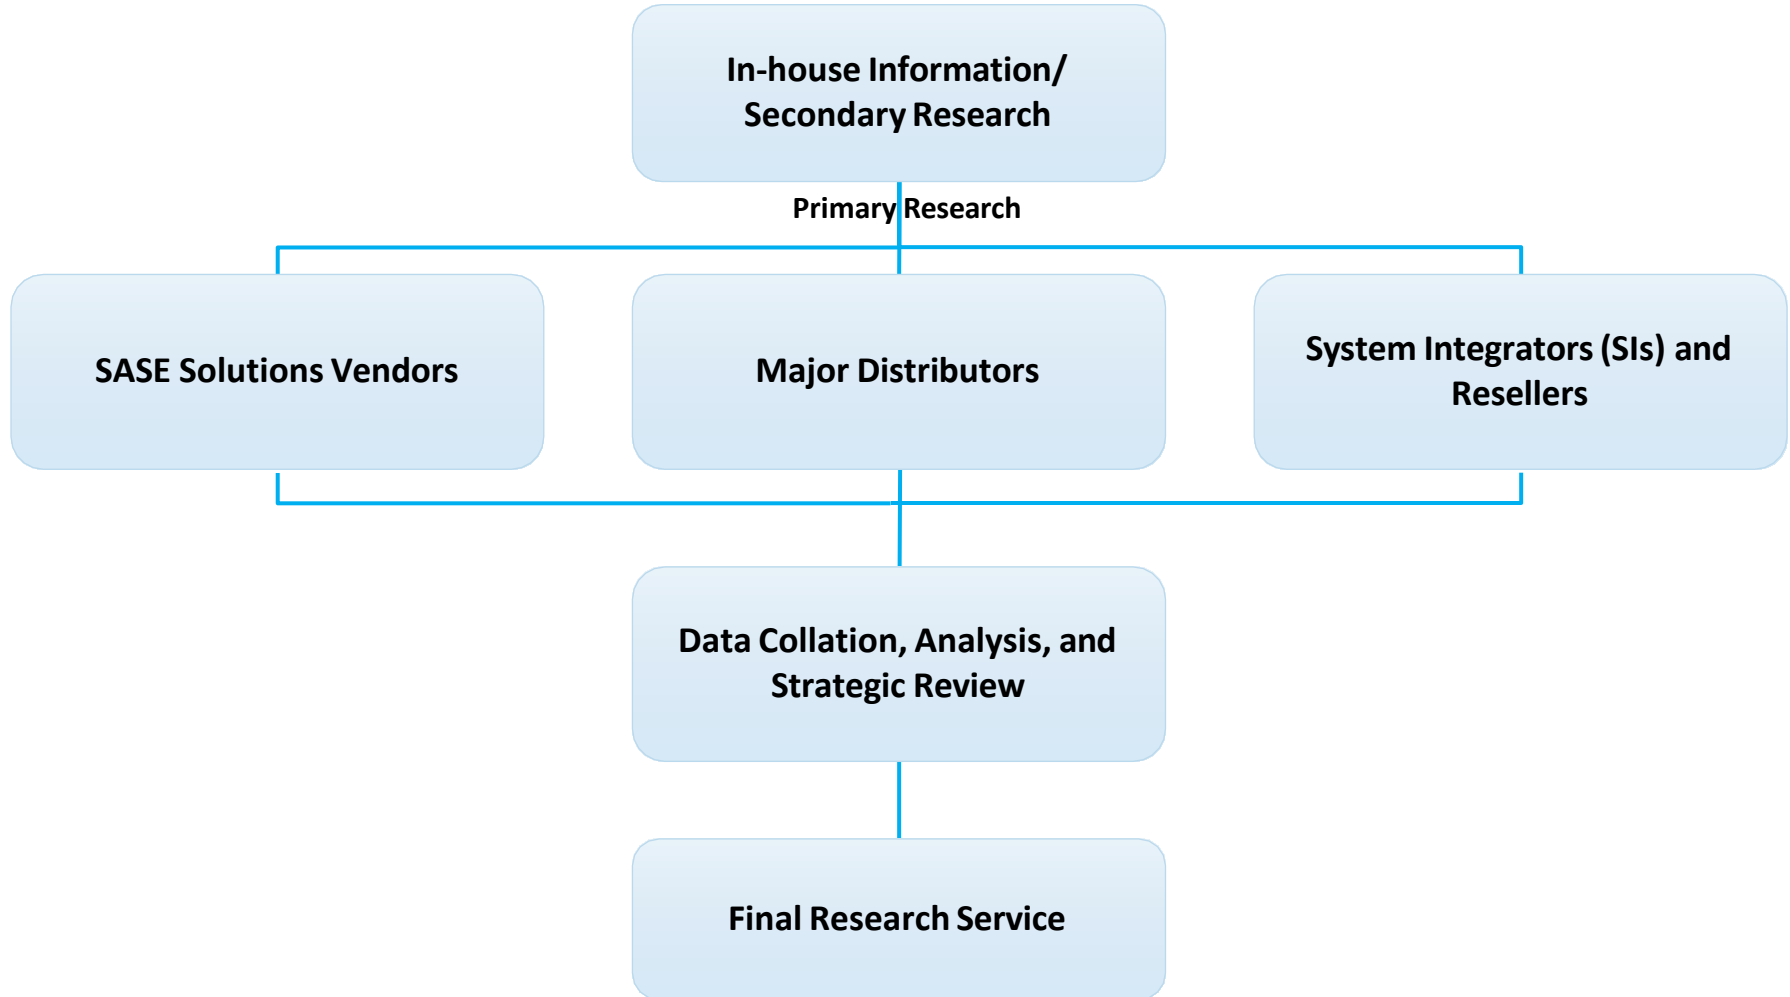 In-house Information/
Secondary Research
Primary Research
SASE Solutions Vendors
Major Distributors
System Integrators (SIs) and
Resellers
Data Collation, Analysis, and
Strategic Review
Final Research Service